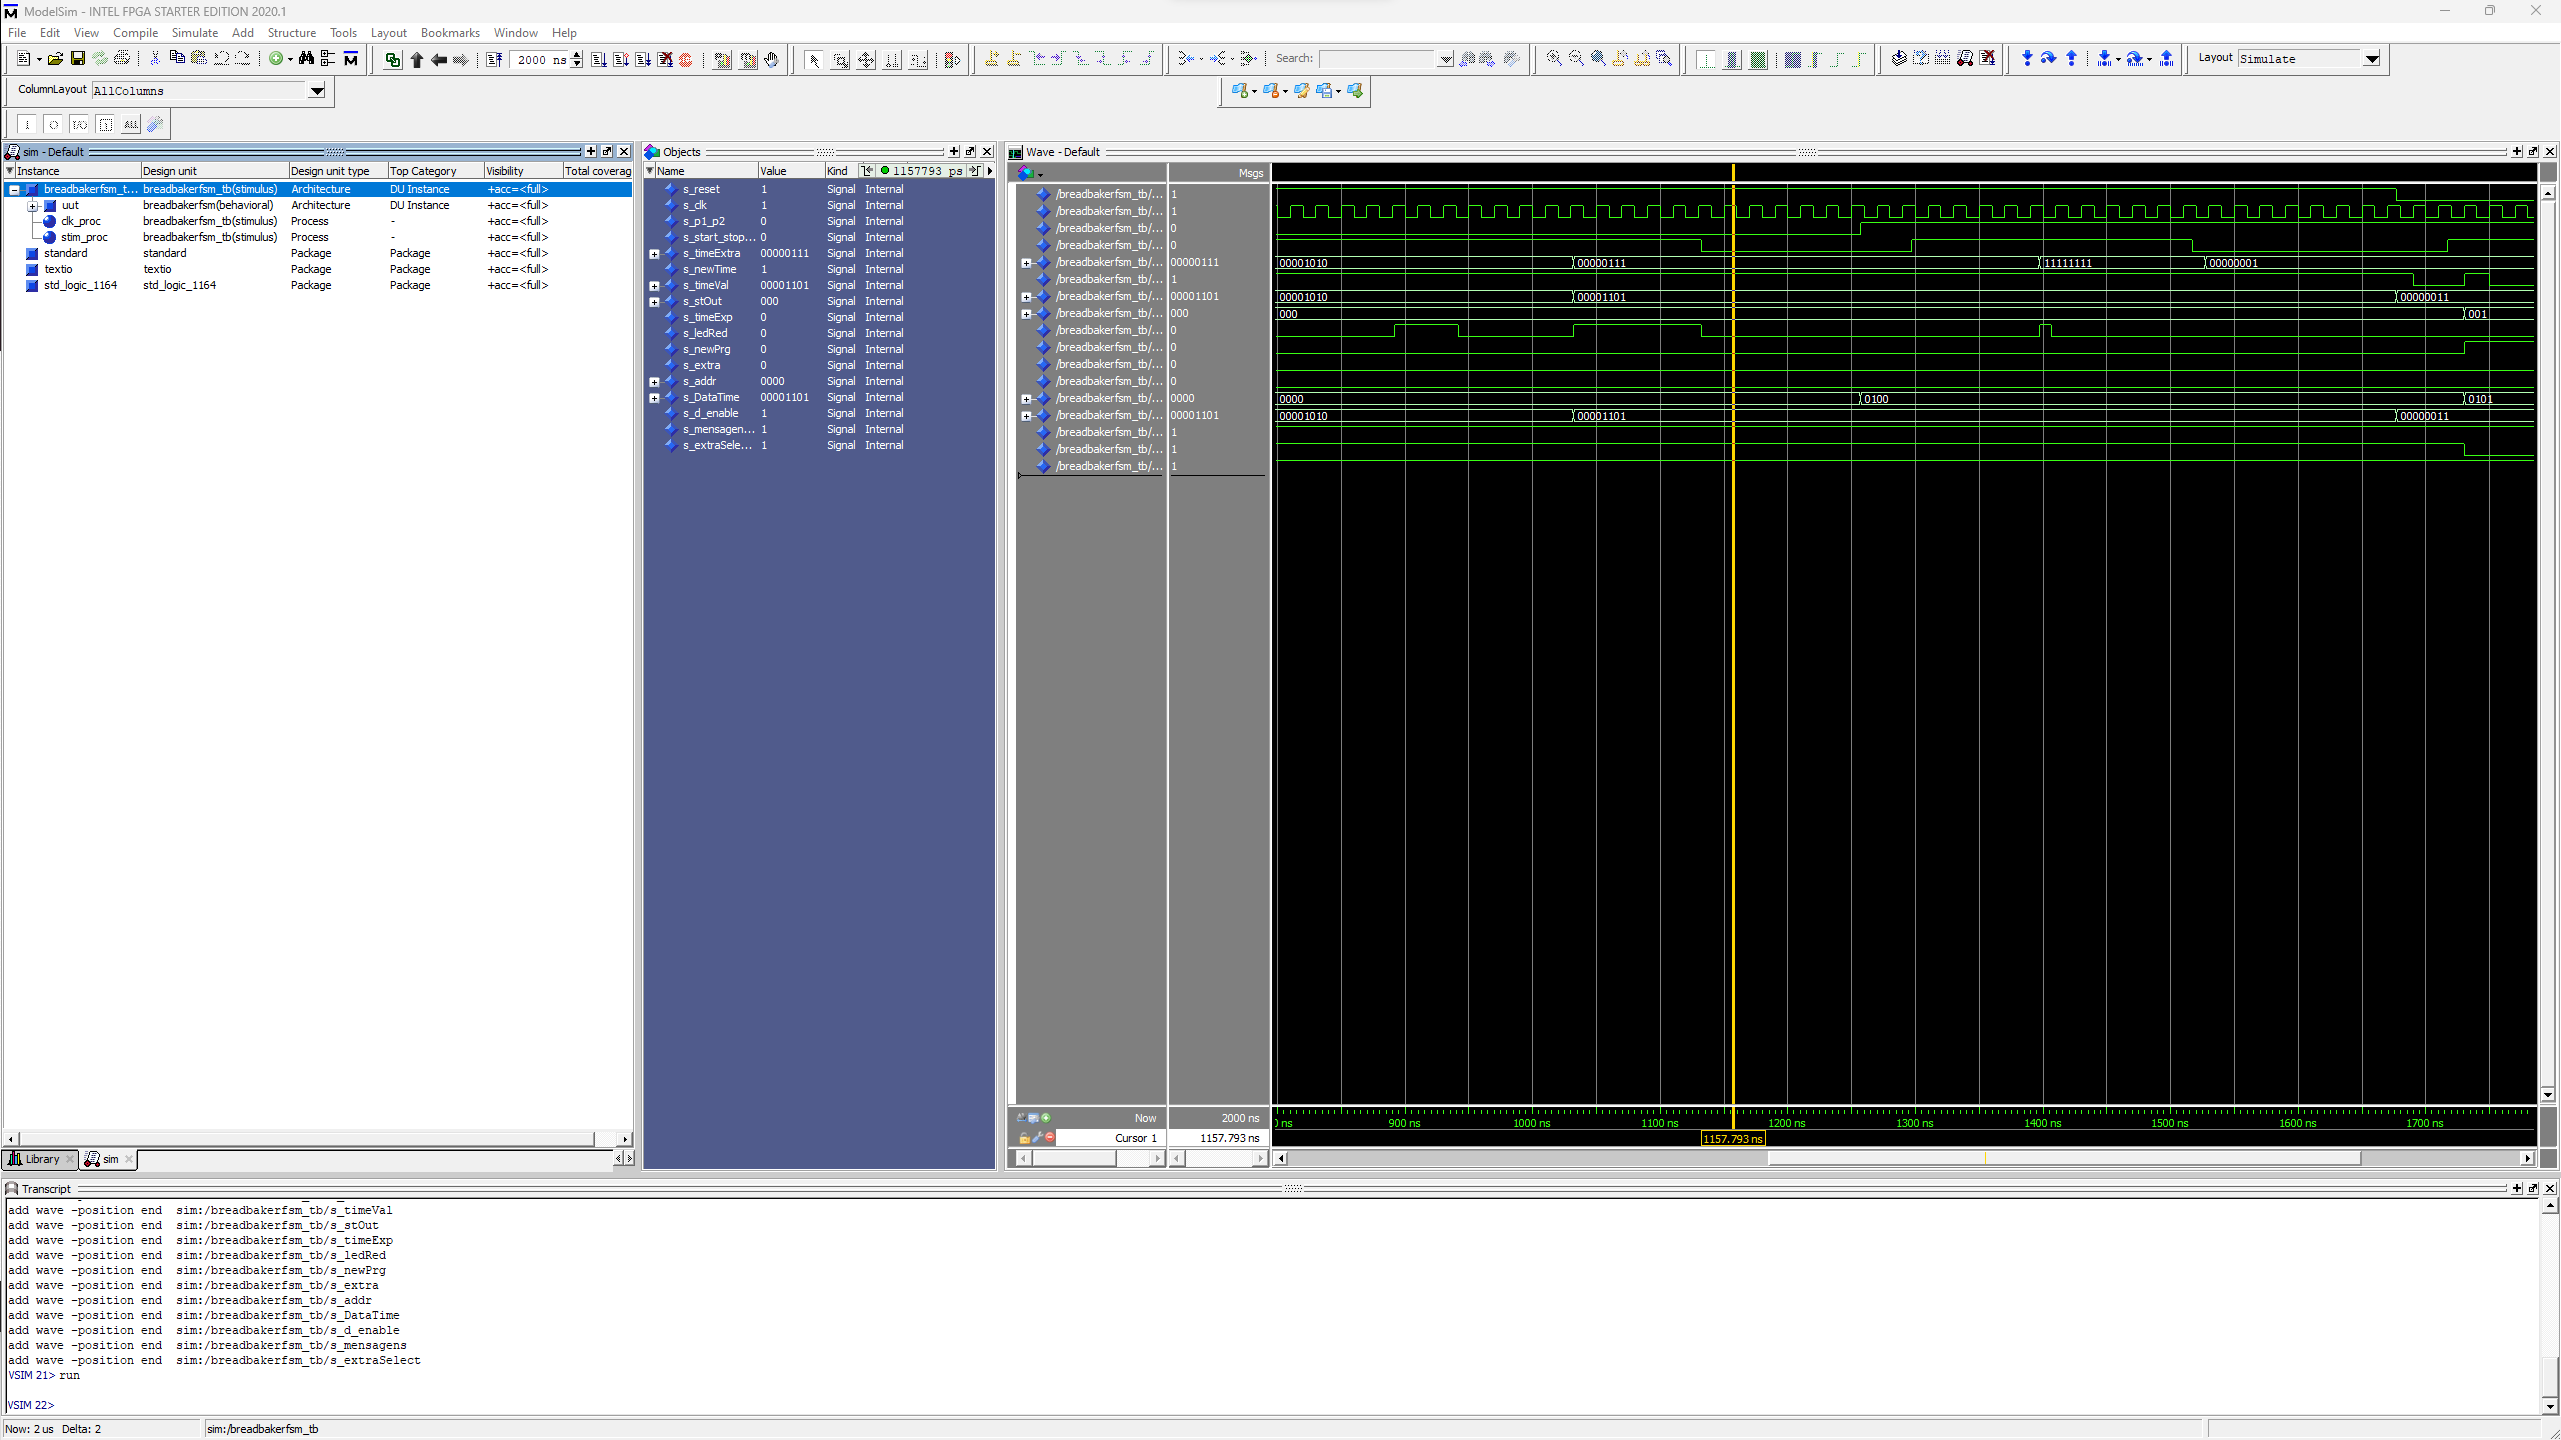 ModelSim - INTEL FPGA STARTER EDITION 2020.1
File Edit View Compile Simulate Add Structure Tools Layout Bookmarks Window Help
2000 ns
Search:
Layout Simulate
ColumnLayout AllColumns
sim - Default
Instance Design unit Design unit type Top Category Visibility Total coverag
breadbakerfsm_t... breadbakerfsm_tb(stimulus) Architecture DU Instance +acc=<full>
uut breadbakerfsm(behavioral) Architecture DU Instance +acc=<full>
clk_proc breadbakerfsm_tb(stimulus) Process - +acc=<full>
stim_proc breadbakerfsm_tb(stimulus) Process - +acc=<full>
standard standard Package Package +acc=<full>
textio textio Package Package +acc=<full>
std_logic_1164 std_logic_1164 Package Package +acc=<full>
Library sim
Objects
Name Value Kind 1157793 ps
s_reset 1 Signal Internal
s_clk 1 Signal Internal
s_p1_p2 0 Signal Internal
s_start_stop... 0 Signal Internal
s_timeExtra 00000111 Signal Internal
s_newTime 1 Signal Internal
s_timeVal 00001101 Signal Internal
s_stOut 000 Signal Internal
s_timeExp 0 Signal Internal
s_ledRed 0 Signal Internal
s_newPrg 0 Signal Internal
s_extra 0 Signal Internal
s_addr 0000 Signal Internal
s_DataTime 00001101 Signal Internal
s_d_enable 1 Signal Internal
s_mensagen... 1 Signal Internal
s_extraSele... 1 Signal Internal
Wave - Default
Msgs
/breadbakerfsm_tb/... 1
/breadbakerfsm_tb/... 1
/breadbakerfsm_tb/... 0
/breadbakerfsm_tb/... 0
/breadbakerfsm_tb/... 00000111 00001010 00000111 11111111 00000001
/breadbakerfsm_tb/... 1
/breadbakerfsm_tb/... 00001101 00001010 00001101 00000011
/breadbakerfsm_tb/... 000 000 001
/breadbakerfsm_tb/... 0
/breadbakerfsm_tb/... 0
/breadbakerfsm_tb/... 0
/breadbakerfsm_tb/... 0
/breadbakerfsm_tb/... 0000 0000 0100 0101
/breadbakerfsm_tb/... 00001101 00001010 00001101 00000011
/breadbakerfsm_tb/... 1
/breadbakerfsm_tb/... 1
/breadbakerfsm_tb/... 1
Now 2000 ns
0 ns 900 ns 1000 ns 1100 ns 1200 ns 1300 ns 1400 ns 1500 ns 1600 ns 1700 ns
Cursor 1 1157.793 ns
1157.793 ns
Transcript
add wave -position end sim:/breadbakerfsm_tb/s_timeVal
add wave -position end sim:/breadbakerfsm_tb/s_stOut
add wave -position end sim:/breadbakerfsm_tb/s_timeExp
add wave -position end sim:/breadbakerfsm_tb/s_ledRed
add wave -position end sim:/breadbakerfsm_tb/s_newPrg
add wave -position end sim:/breadbakerfsm_tb/s_extra
add wave -position end sim:/breadbakerfsm_tb/s_addr
add wave -position end sim:/breadbakerfsm_tb/s_DataTime
add wave -position end sim:/breadbakerfsm_tb/s_d_enable
add wave -position end sim:/breadbakerfsm_tb/s_mensagens
add wave -position end sim:/breadbakerfsm_tb/s_extraSelect
VSIM 21> run
VSIM 22>
Now: 2 us Delta: 2 sim:/breadbakerfsm_tb